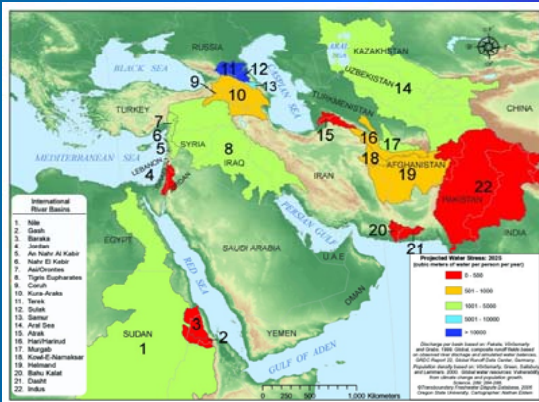 RUSSIA
KAZAKHSTAN
ARAL SEA
BLACK SEA
11
12
CASPIAN SEA
UZBEKISTAN
9
10
13
14
TURKEY
TURKMENISTAN
CHINA
15
16
17
7
6
5
SYRIA
8
18
AFGHANISTAN
19
MEDITERRANEAN SEA
LEBANON
IRAQ
IRAN
PAKISTAN
22
4
20
21
INDIA
PERSIAN GULF
EGYPT
SAUDI ARABIA
U A E
OMAN
RED SEA
SUDAN
1
3
2
YEMEN
GULF OF ADEN
International
River Basins
1. Nile
2. Gash
3. Baraka
4. Jordan
5. An Nahr Al Kabir
6. Nahr El Kebir
7. Asi/Orontes
8. Tigris Euphrates
9. Coruh
10. Kura-Araks
11. Terek
12. Sulak
13. Samur
14. Aral Sea
15. Atrak
16. Hari/Harirud
17. Murgab
18. Kowl-E-Namaksar
19. Helmand
20. Bahu Kalat
21. Dasht
22. Indus
Projected Water Stress: 2025
(cubic meters of water per person per year)
0 - 500
501 - 1000
1001 - 5000
5001 - 10000
> 10000
Kilometers